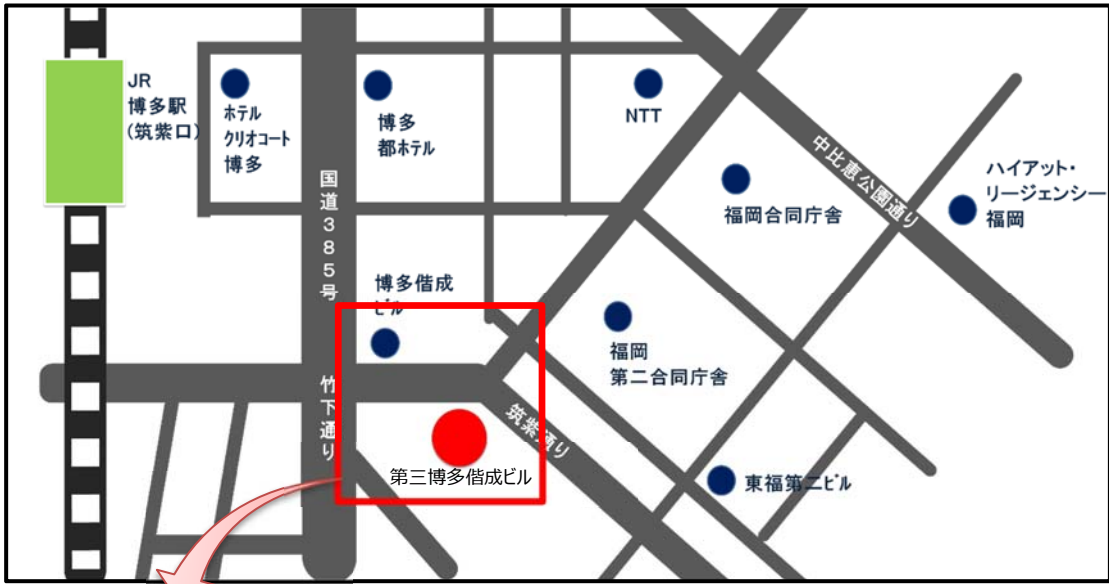 JR
博多駅
(筑紫口)
ホテル
クリオコート
博多
博多
都ホテル
NTT
中比恵公園通り
ハイアット・
リージェンシー
福岡
福岡合同庁舎
国道385号
博多偕成
ビル
福岡
第二合同庁舎
竹下通り
筑紫通り
第三博多偕成ビル
東福第二ビル